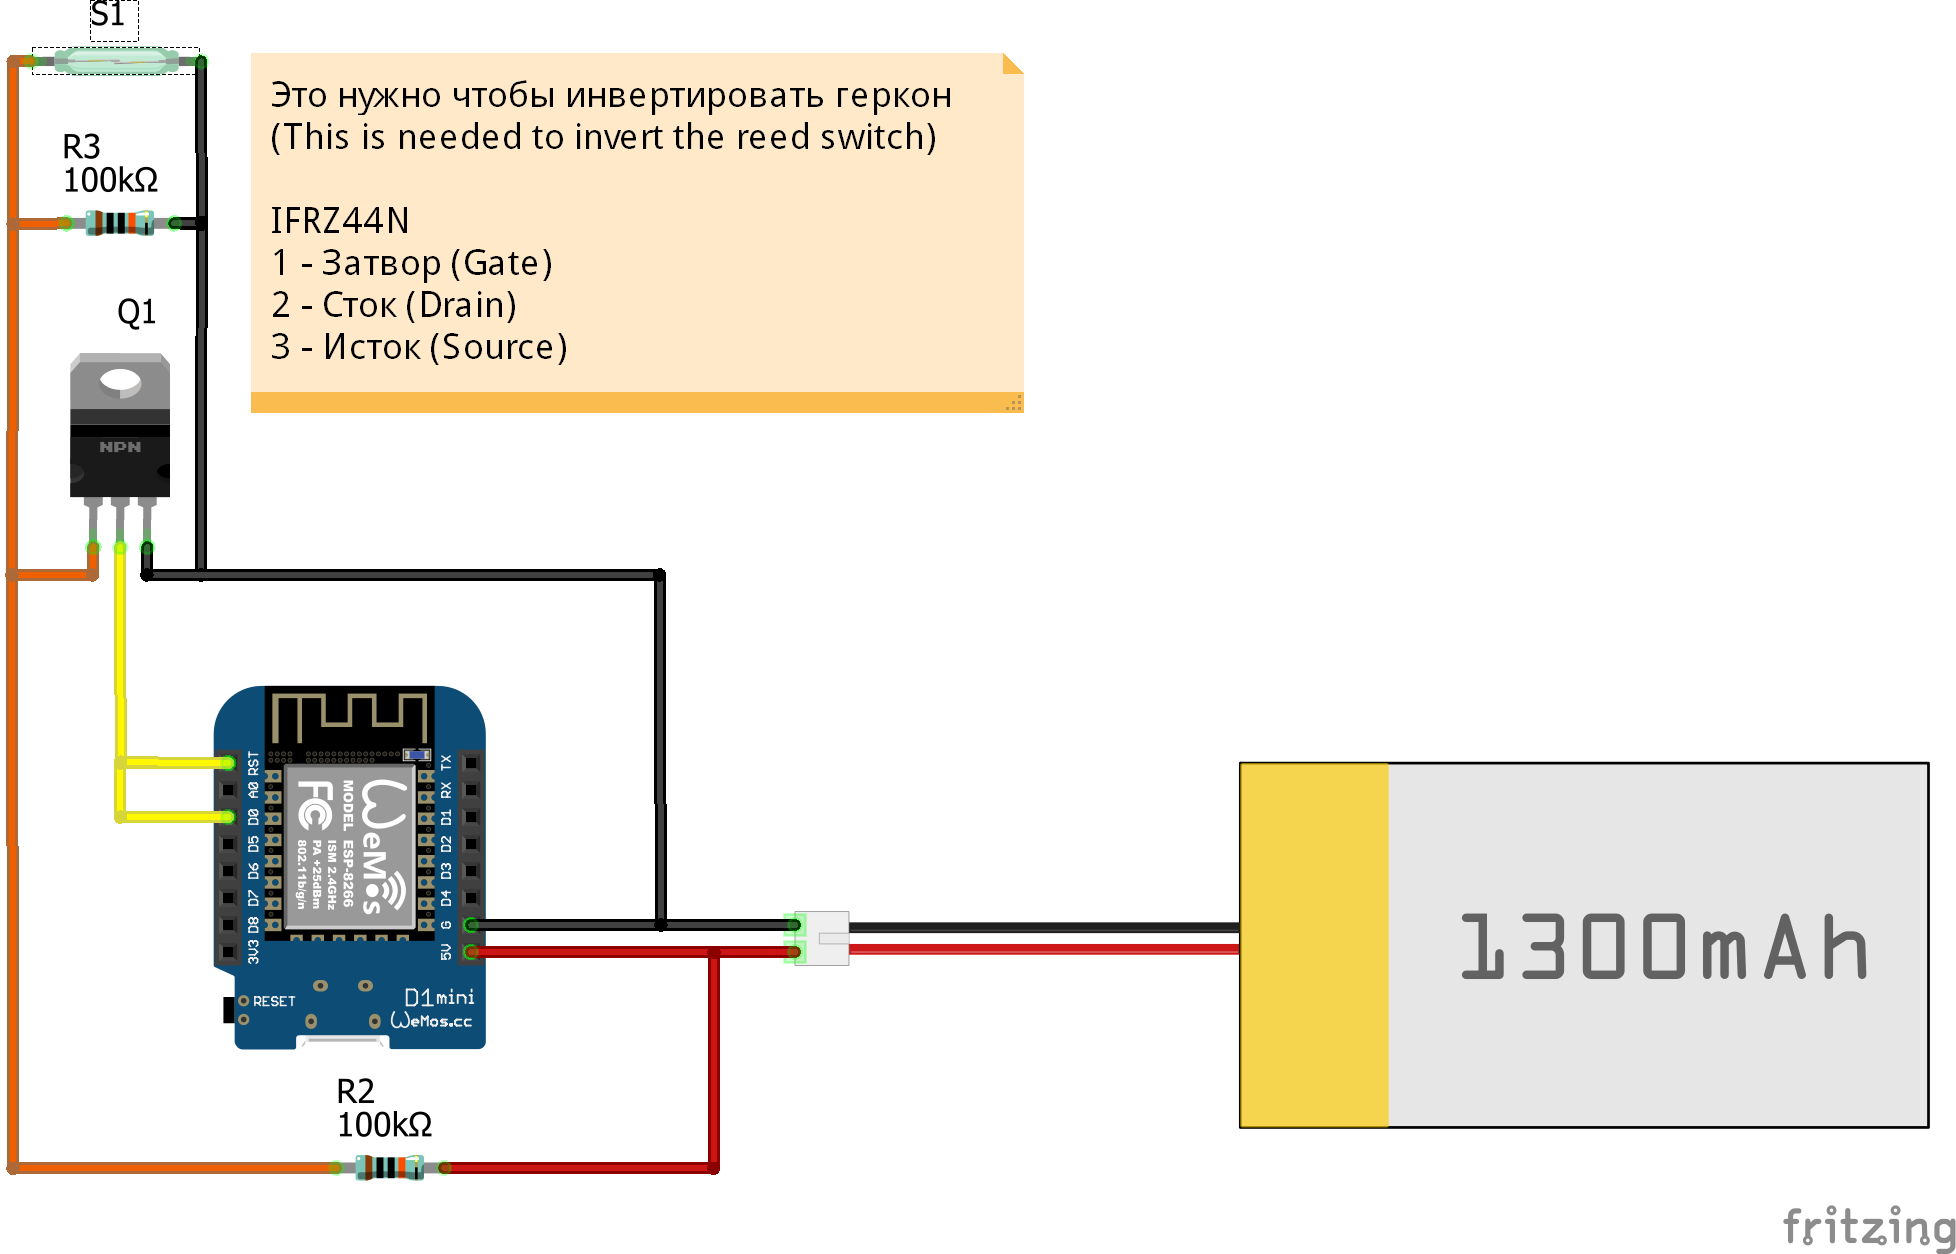 S1
Это нужно чтобы инвертировать геркон
(This is needed to invert the reed switch)
IFRZ44N
1 - Затвор (Gate)
2 - Сток (Drain)
3 - Исток (Source)
R3
100kΩ
Q1
NPN
RST
A0
D0
D5
D6
D7
D8
3V3
TX
RX
D1
D2
D3
D4
G
5V
WeMos
MODEL ESP-8266
ISM 2.4GHz
PA +25dBm
802.11b/g/n
FC
RESET
D1mini
WeMos.cc
1300mAh
R2
100kΩ
fritzing